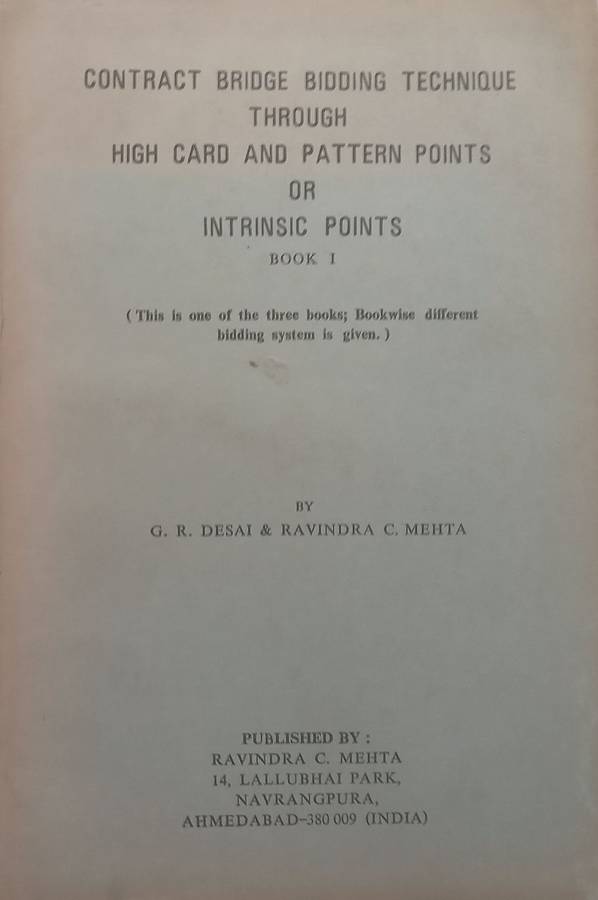 CONTRACT BRIDGE BIDDING TECHNIQUE
THROUGH
HIGH CARD AND PATTERN POINTS
OR
INTRINSIC POINTS
BOOK I
( This is one of the three books; Bookwise different
bidding system is given. )
BY
G. R. DESAI & RAVINDRA C. MEHTA
PUBLISHED BY :
RAVINDRA C. MEHTA
14, LALLUBHAI PARK,
NAVRANGPURA,
AHMEDABAD-380 009 (INDIA)